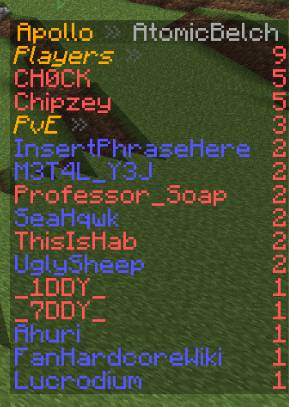 Apollo » AtomicBelch
Players » 9
CH0CK 5
Chipzey 5
PvE » 3
InsertPhraseHere 2
M3T4L_Y3J 2
Professor_Soap 2
SeaHqwk 2
ThisIsHab 2
UglySheep 2
_1DDY_ 1
_7DDY_ 1
Ahuri 1
FanHardcoreWiki 1
Lucrodium 1